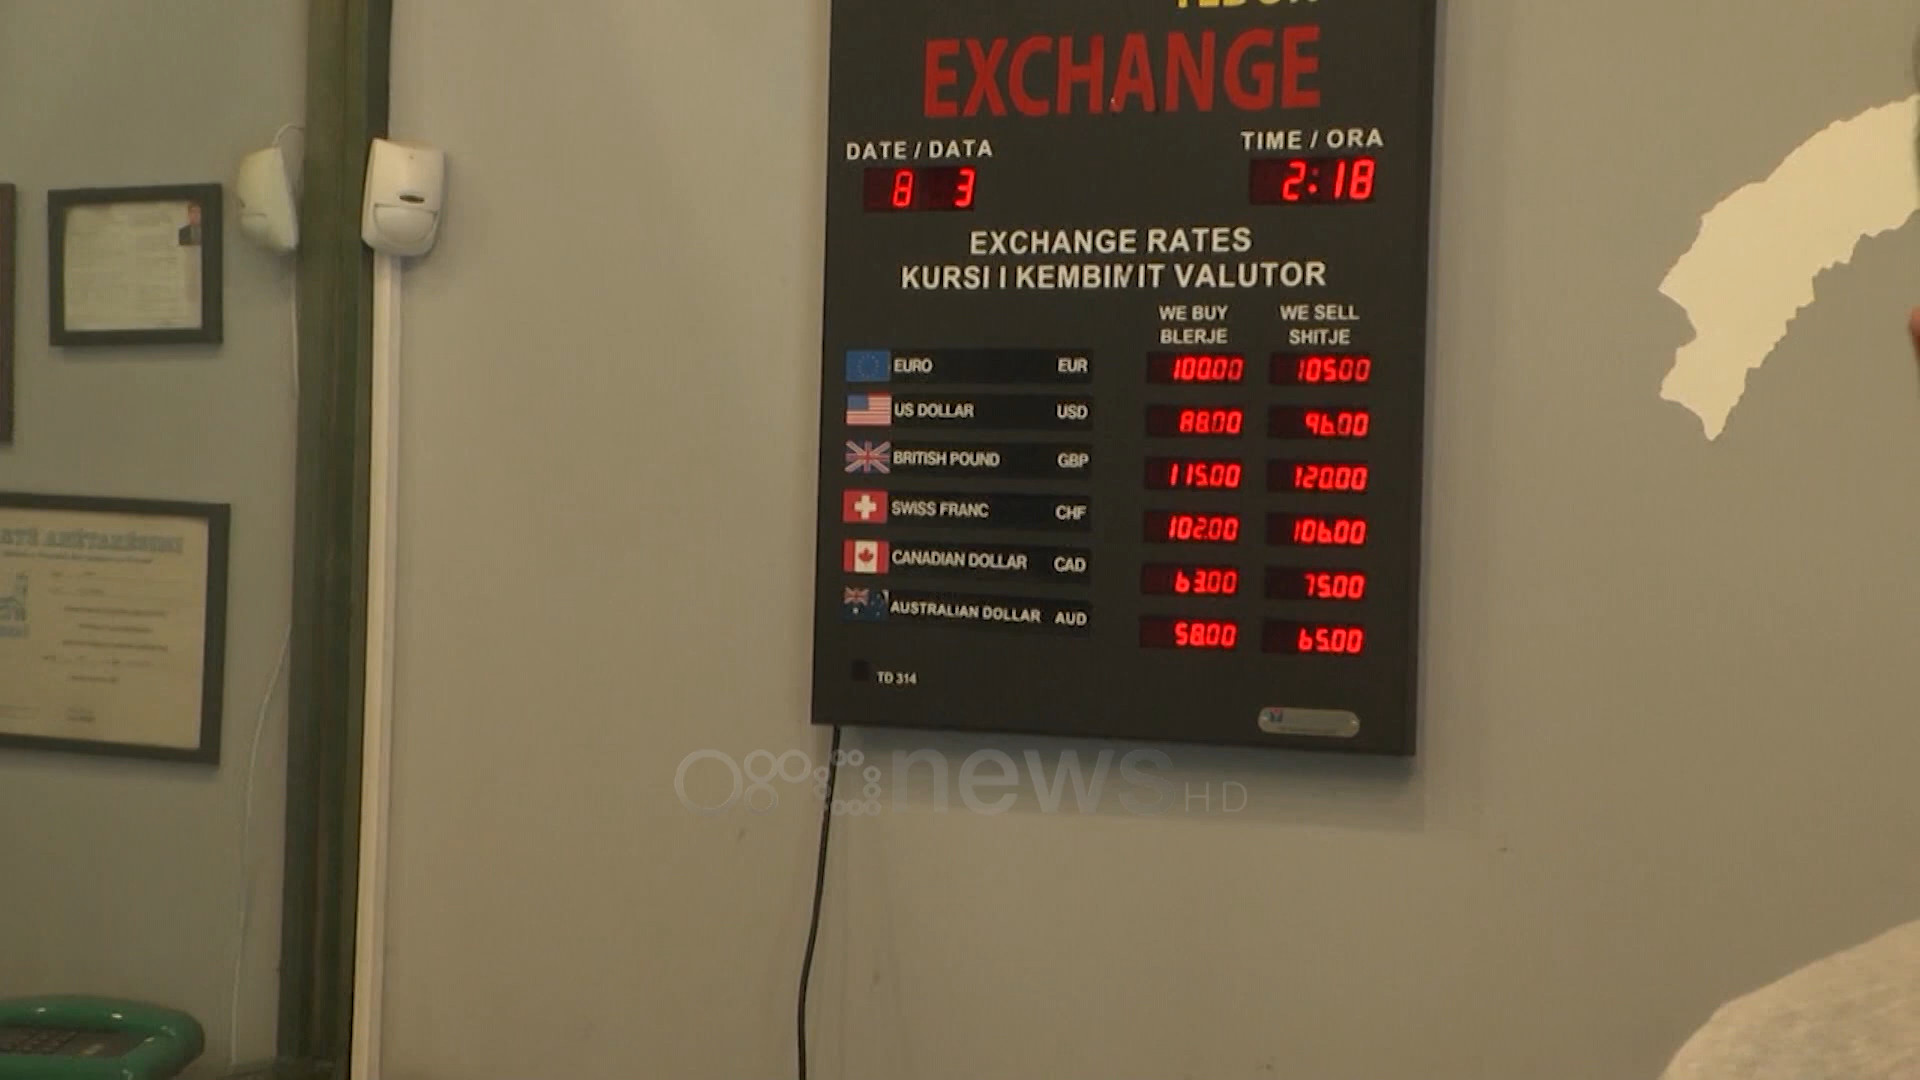 EXCHANGE
DATE / DATA TIME / ORA
8 3 2:18
EXCHANGE RATES
KURSI I KEMBIMIT VALUTOR
WE BUY WE SELL
BLERJE SHITJE
EURO EUR 100.00 105.00
US DOLLAR USD 88.00 96.00
BRITISH POUND GBP 115.00 120.00
SWISS FRANC CHF 102.00 106.00
CANADIAN DOLLAR CAD 63.00 75.00
AUSTRALIAN DOLLAR AUD 58.00 65.00
TD 314
news HD